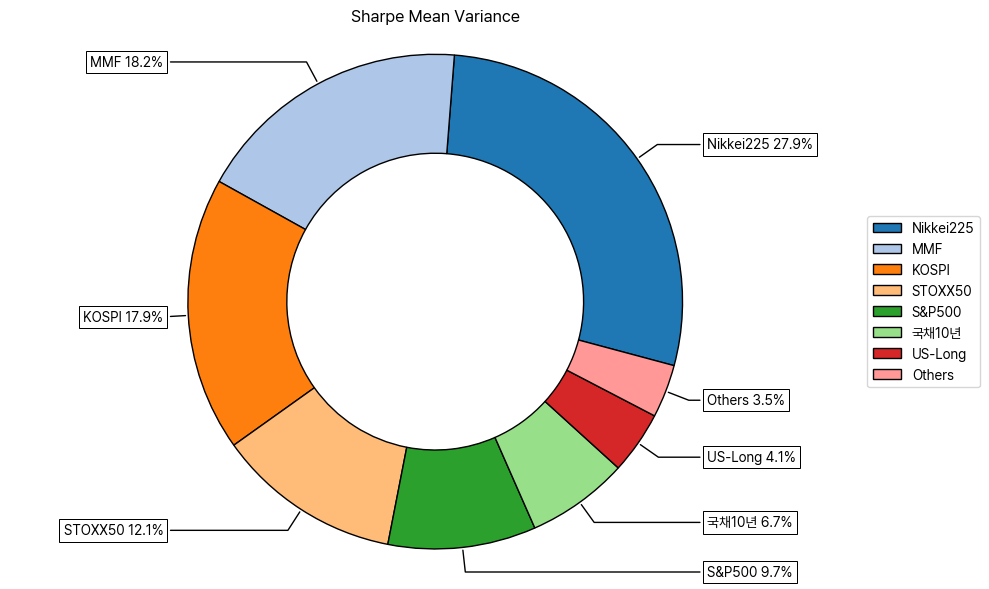 Sharpe Mean Variance
MMF 18.2%
Nikkei225 27.9%
KOSPI 17.9%
Others 3.5%
US-Long 4.1%
STOXX50 12.1%
국채10년 6.7%
S&P500 9.7%
Nikkei225
MMF
KOSPI
STOXX50
S&P500
국채10년
US-Long
Others